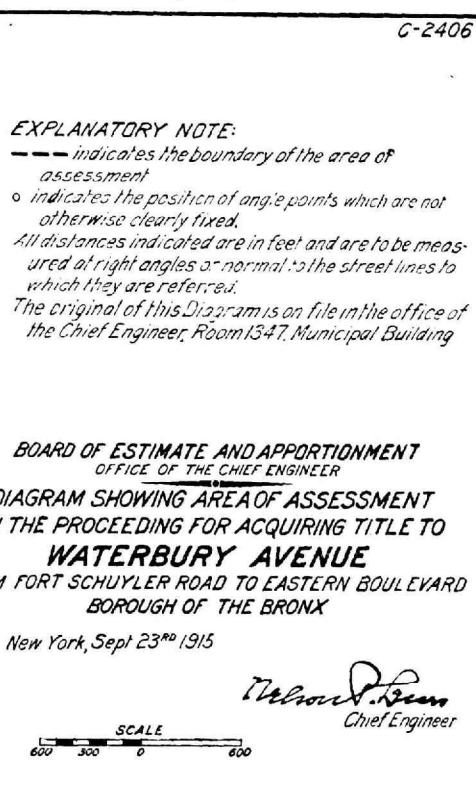 C-2406
EXPLANATORY NOTE:
indicates the boundary of the area of
assessment
indicates the position of angle points which are not
otherwise clearly fixed.
All distances indicated are in feet and are to be meas-
ured at right angles or normal to the street lines to
which they are referred.
The original of this Diagram is on file in the office of
the Chief Engineer, Room 1347, Municipal Building
BOARD OF ESTIMATE AND APPORTIONMENT
OFFICE OF THE CHIEF ENGINEER
DIAGRAM SHOWING AREA OF ASSESSMENT
THE PROCEEDING FOR ACQUIRING TITLE TO
WATERBURY AVENUE
FORT SCHUYLER ROAD TO EASTERN BOULEVARD
BOROUGH OF THE BRONX
New York, Sept 23RD 1915
Nelson P.
Chief Engineer
SCALE
600 300 0 600